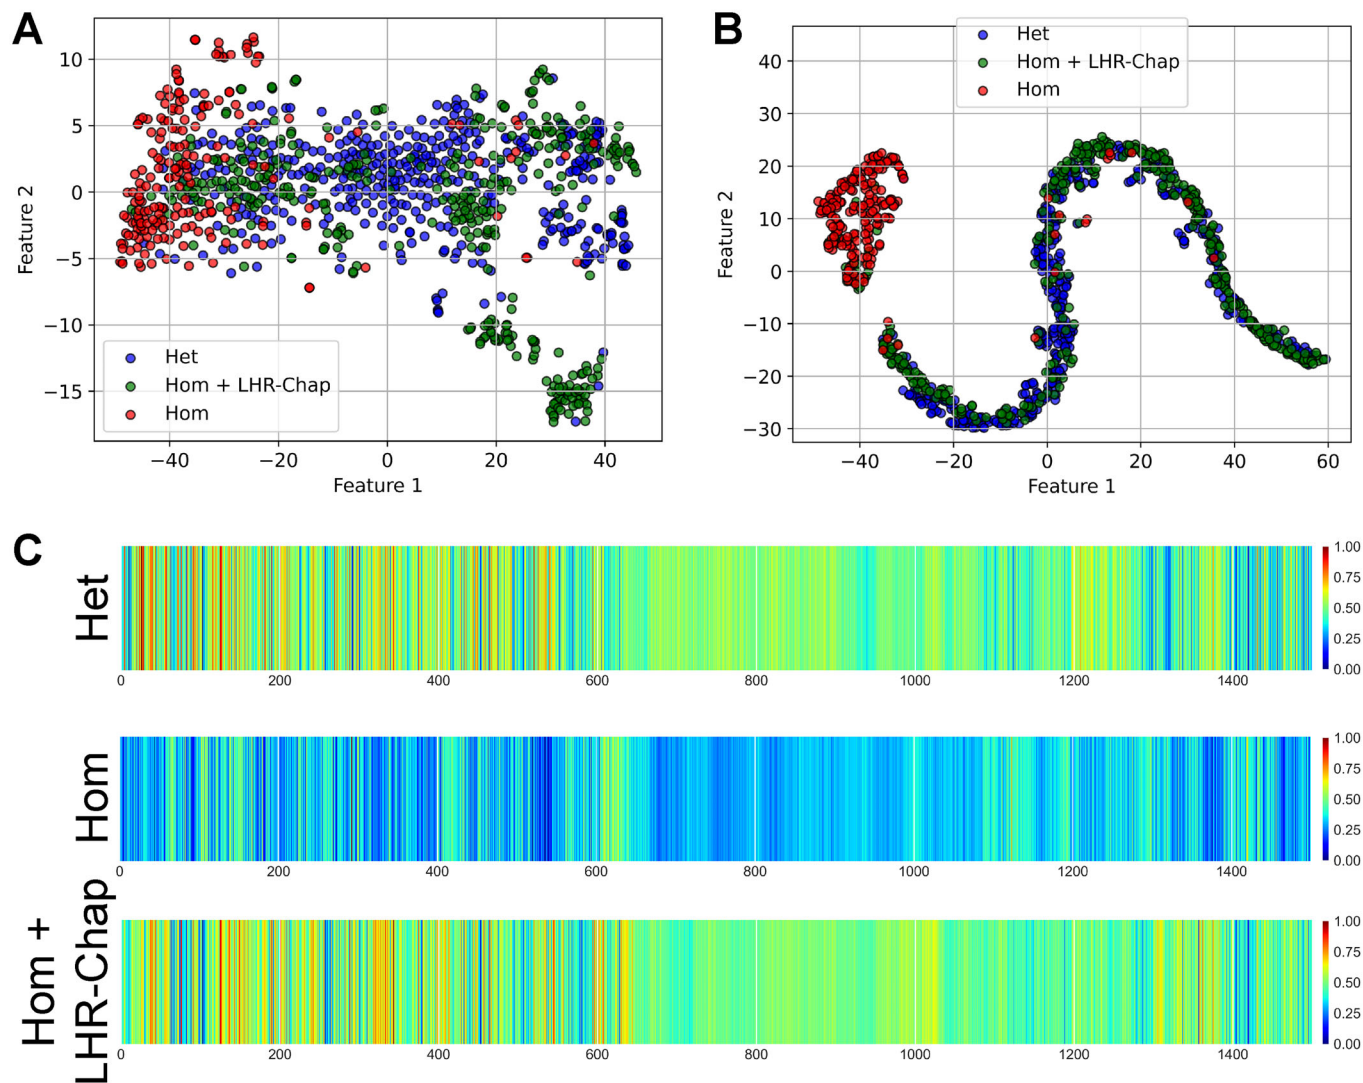 A
10
5
0
−5
−10
−15
Feature 2
Het
Hom + LHR-Chap
Hom
−40 −20 0 20 40
Feature 1
B
Het
Hom + LHR-Chap
Hom
40
30
20
10
0
−10
−20
−30
Feature 2
−40 −20 0 20 40 60
Feature 1
C
Het
0 200 400 600 800 1000 1200 1400
1.00
0.75
0.50
0.25
0.00
Hom
0 200 400 600 800 1000 1200 1400
1.00
0.75
0.50
0.25
0.00
Hom +
LHR-Chap
0 200 400 600 800 1000 1200 1400
1.00
0.75
0.50
0.25
0.00